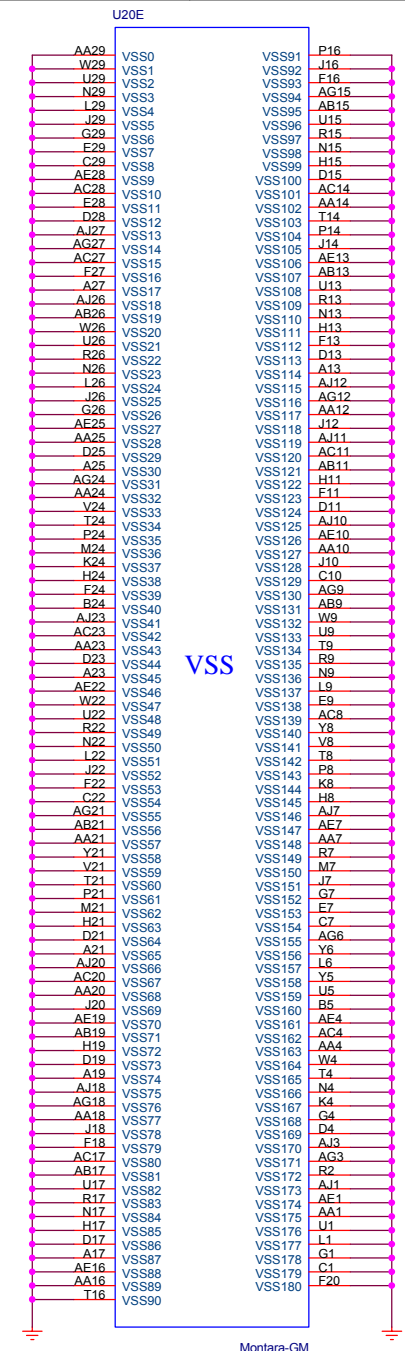 U20E
AA29 VSS0 VSS91 P16
W29 VSS1 VSS92 J16
U29 VSS2 VSS93 F16
N29 VSS3 VSS94 AG15
L29 VSS4 VSS95 AB15
J29 VSS5 VSS96 U15
G29 VSS6 VSS97 R15
E29 VSS7 VSS98 N15
C29 VSS8 VSS99 H15
AE28 VSS9 VSS100 D15
AC28 VSS10 VSS101 AC14
E28 VSS11 VSS102 AA14
D28 VSS12 VSS103 T14
AJ27 VSS13 VSS104 P14
AG27 VSS14 VSS105 J14
AC27 VSS15 VSS106 AE13
F27 VSS16 VSS107 AB13
A27 VSS17 VSS108 U13
AJ26 VSS18 VSS109 R13
AB26 VSS19 VSS110 N13
W26 VSS20 VSS111 H13
U26 VSS21 VSS112 F13
R26 VSS22 VSS113 D13
N26 VSS23 VSS114 A13
L26 VSS24 VSS115 AJ12
J26 VSS25 VSS116 AG12
G26 VSS26 VSS117 AA12
AE25 VSS27 VSS118 J12
AA25 VSS28 VSS119 AJ11
D25 VSS29 VSS120 AC11
A25 VSS30 VSS121 AB11
AG24 VSS31 VSS122 H11
AA24 VSS32 VSS123 F11
V24 VSS33 VSS124 D11
T24 VSS34 VSS125 AJ10
P24 VSS35 VSS126 AE10
M24 VSS36 VSS127 AA10
K24 VSS37 VSS128 J10
H24 VSS38 VSS129 C10
F24 VSS39 VSS130 AG9
B24 VSS40 VSS131 AB9
AJ23 VSS41 VSS132 W9
AC23 VSS42 VSS133 U9
AA23 VSS43 VSS134 T9
D23 VSS44 VSS135 R9
VSS
A23 VSS45 VSS136 N9
AE22 VSS46 VSS137 L9
W22 VSS47 VSS138 E9
U22 VSS48 VSS139 AC8
R22 VSS49 VSS140 Y8
N22 VSS50 VSS141 V8
L22 VSS51 VSS142 T8
J22 VSS52 VSS143 P8
F22 VSS53 VSS144 K8
C22 VSS54 VSS145 H8
AG21 VSS55 VSS146 AJ7
AB21 VSS56 VSS147 AE7
AA21 VSS57 VSS148 AA7
Y21 VSS58 VSS149 R7
V21 VSS59 VSS150 M7
T21 VSS60 VSS151 J7
P21 VSS61 VSS152 G7
M21 VSS62 VSS153 E7
H21 VSS63 VSS154 C7
D21 VSS64 VSS155 AG6
A21 VSS65 VSS156 Y6
AJ20 VSS66 VSS157 L6
AC20 VSS67 VSS158 Y5
AA20 VSS68 VSS159 U5
J20 VSS69 VSS160 B5
AE19 VSS70 VSS161 AE4
AB19 VSS71 VSS162 AC4
H19 VSS72 VSS163 AA4
D19 VSS73 VSS164 W4
A19 VSS74 VSS165 T4
AJ18 VSS75 VSS166 N4
AG18 VSS76 VSS167 K4
AA18 VSS77 VSS168 G4
J18 VSS78 VSS169 D4
F18 VSS79 VSS170 AJ3
AC17 VSS80 VSS171 AG3
AB17 VSS81 VSS172 R2
U17 VSS82 VSS173 AJ1
R17 VSS83 VSS174 AE1
N17 VSS84 VSS175 AA1
H17 VSS85 VSS176 U1
D17 VSS86 VSS177 L1
A17 VSS87 VSS178 G1
AE16 VSS88 VSS179 C1
AA16 VSS89 VSS180 F20
T16 VSS90
Montara-GM